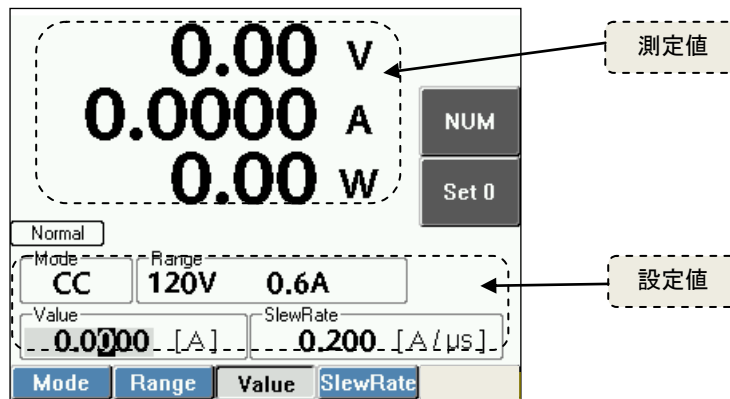 0.00 V
測定値
0.0000 A
NUM
0.00 W
Set 0
Normal
Mode
Range
CC
120V 0.6A
設定値
Value
SlewRate
0.0000 [A]
0.200 [A/μs]
Mode
Range
Value
SlewRate